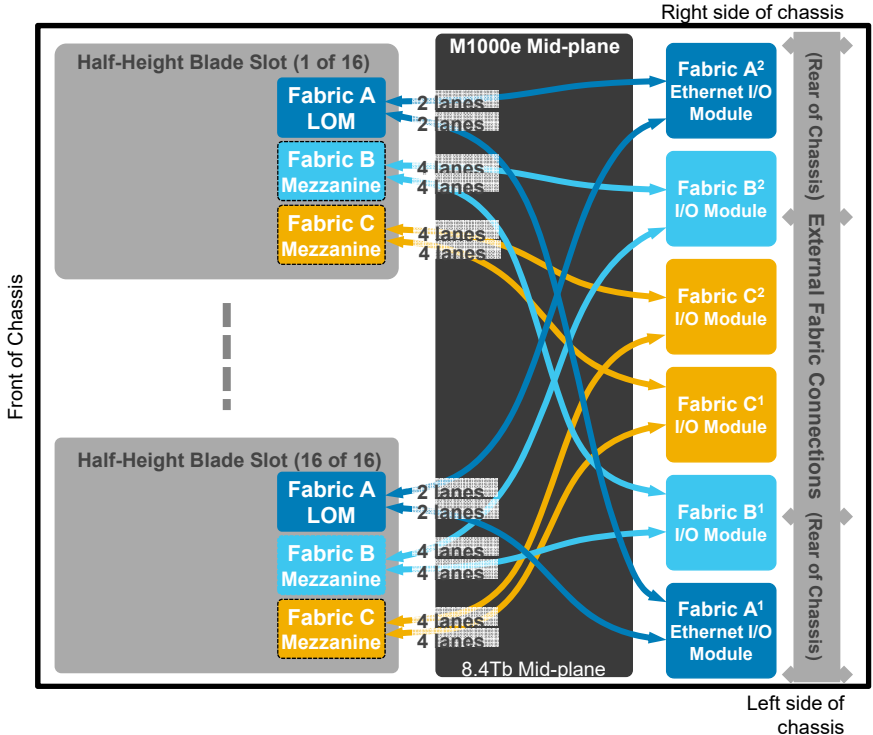 Right side of chassis
Front of Chassis
Half-Height Blade Slot (1 of 16)
Fabric A
LOM
Fabric B
Mezzanine
Fabric C
Mezzanine
M1000e Mid-plane
2 lanes
2 lanes
4 lanes
4 lanes
4 lanes
4 lanes
Half-Height Blade Slot (16 of 16)
Fabric A
LOM
Fabric B
Mezzanine
Fabric C
Mezzanine
2 lanes
2 lanes
4 lanes
4 lanes
4 lanes
4 lanes
8.4Tb Mid-plane
Fabric A²
Ethernet I/O
Module
Fabric B²
I/O Module
Fabric C²
I/O Module
Fabric C¹
I/O Module
Fabric B¹
I/O Module
Fabric A¹
Ethernet I/O
Module
(Rear of Chassis)
External Fabric Connections
(Rear of Chassis)
Left side of
chassis